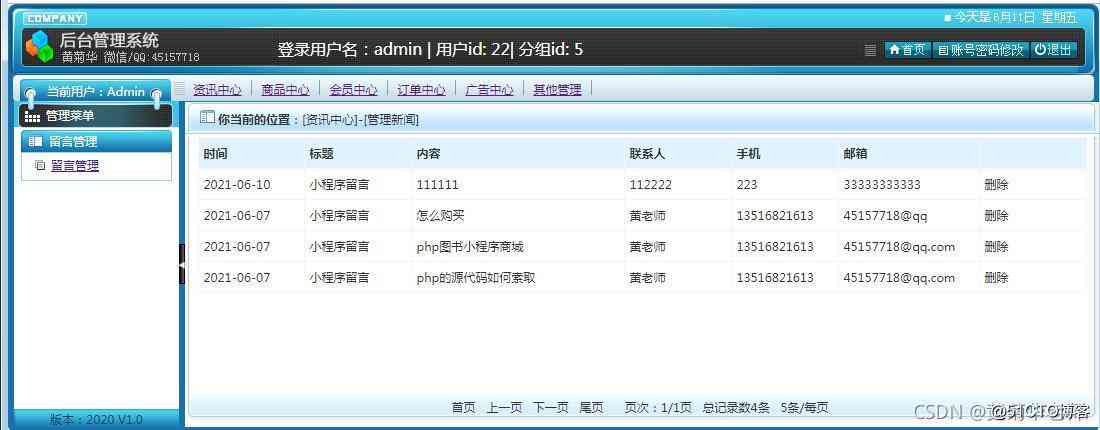 COMPANY
今天是 6月11日 星期五
后台管理系统
黄菊华 微信/QQ:45157718
登录用户名：admin | 用户id: 22| 分组id: 5
首页 账号密码修改 退出
当前用户：Admin
资讯中心 商品中心 会员中心 订单中心 广告中心 其他管理
管理菜单
你当前的位置：[资讯中心]-[管理新闻]
留言管理
留言管理
时间 标题 内容 联系人 手机 邮箱
2021-06-10 小程序留言 111111 112222 223 33333333333 删除
2021-06-07 小程序留言 怎么购买 黄老师 13516821613 45157718@qq 删除
2021-06-07 小程序留言 php图书小程序商域 黄老师 13516821613 45157718@qq.com 删除
2021-06-07 小程序留言 php的源代码如何索取 黄老师 13516821613 45157718@qq.com 删除
首页 上一页 下一页 尾页 页次：1/1页 总记录数4条 5条/每页
版本：2020 V1.0
CSDN @黄
@51CTO博客